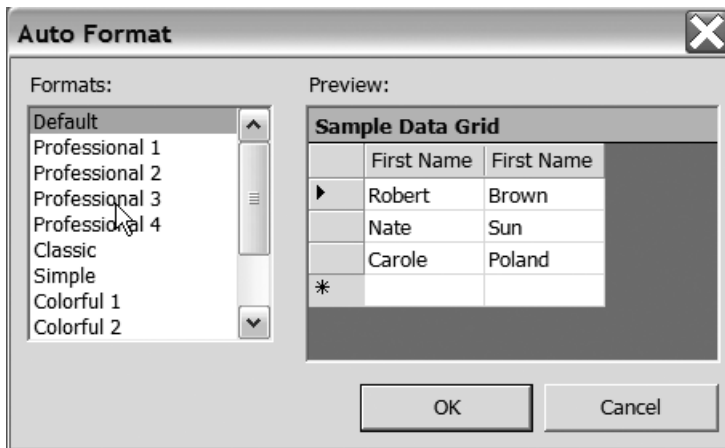 Auto Format
Formats:
Default
Professional 1
Professional 2
Professional 3
Professional 4
Classic
Simple
Colorful 1
Colorful 2
Preview:
Sample Data Grid
First Name First Name
Robert Brown
Nate Sun
Carole Poland
*
OK Cancel